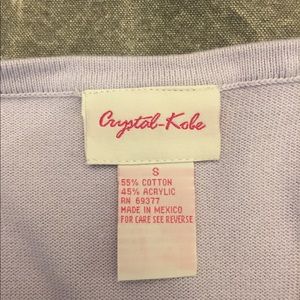 Crystal-Kobe
S
55% COTTON
45% ACRYLIC
RN 69377
MADE IN MEXICO
FOR CARE SEE REVERSE